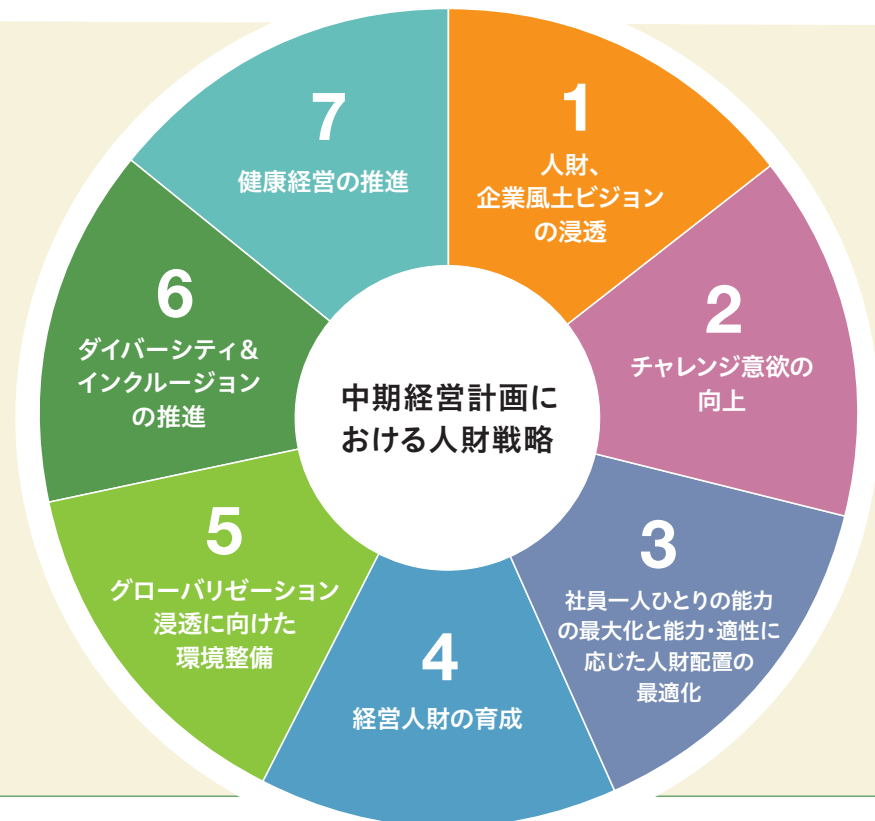 中期経営計画に
おける人財戦略
1
人財、
企業風土ビジョン
の浸透
2
チャレンジ意欲の
向上
3
社員一人ひとりの能力
の最大化と能力・適性に
応じた人財配置の
最適化
4
経営人財の育成
5
グローバリゼーション
浸透に向けた
環境整備
6
ダイバーシティ&
インクルージョン
の推進
7
健康経営の推進